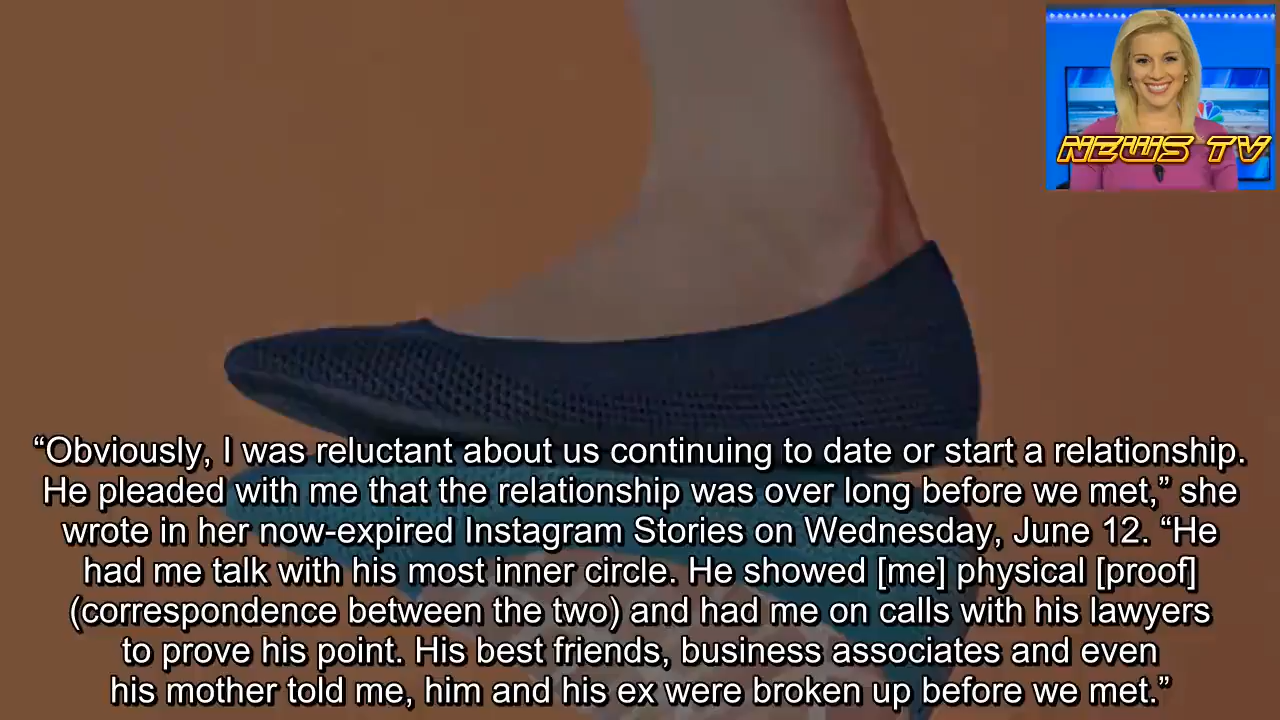 NEWS TV
“Obviously, I was reluctant about us continuing to date or start a relationship.
He pleaded with me that the relationship was over long before we met,” she
wrote in her now-expired Instagram Stories on Wednesday, June 12. “He
had me talk with his most inner circle. He showed [me] physical [proof]
(correspondence between the two) and had me on calls with his lawyers
to prove his point. His best friends, business associates and even
his mother told me, him and his ex were broken up before we met.”